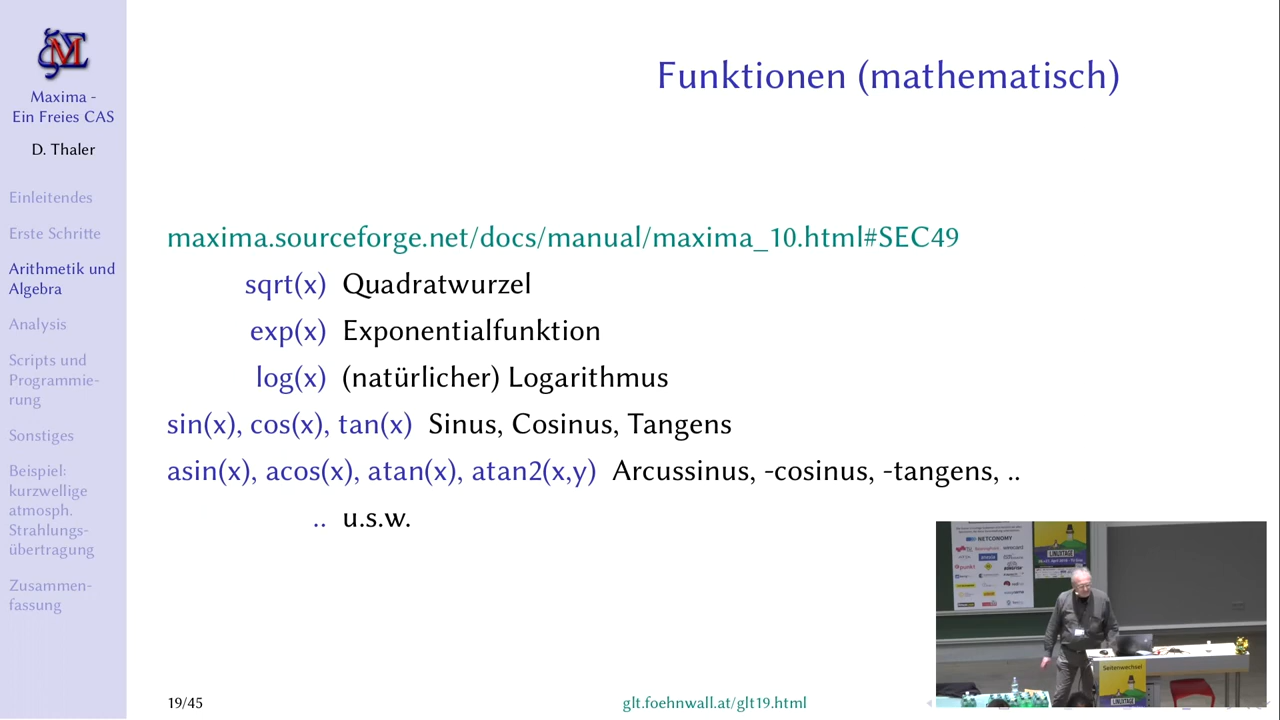 Maxima -
Ein Freies CAS
D. Thaler
Einleitendes
Erste Schritte
Arithmetik und
Algebra
Analysis
Scripts und
Programmie-
rung
Sonstiges
Beispiel:
kurzwellige
atmosph.
Strahlungs-
übertragung
Zusammen-
fassung
Funktionen (mathematisch)
maxima.sourceforge.net/docs/manual/maxima_10.html#SEC49
sqrt(x) Quadratwurzel
exp(x) Exponentialfunktion
log(x) (natürlicher) Logarithmus
sin(x), cos(x), tan(x) Sinus, Cosinus, Tangens
asin(x), acos(x), atan(x), atan2(x,y) Arcussinus, -cosinus, -tangens, ..
.. u.s.w.
NETCONOMY
LINUXTAGE
Seitenwechsel
LINUXTAGE
19/45
glt.foehnwall.at/glt19.html